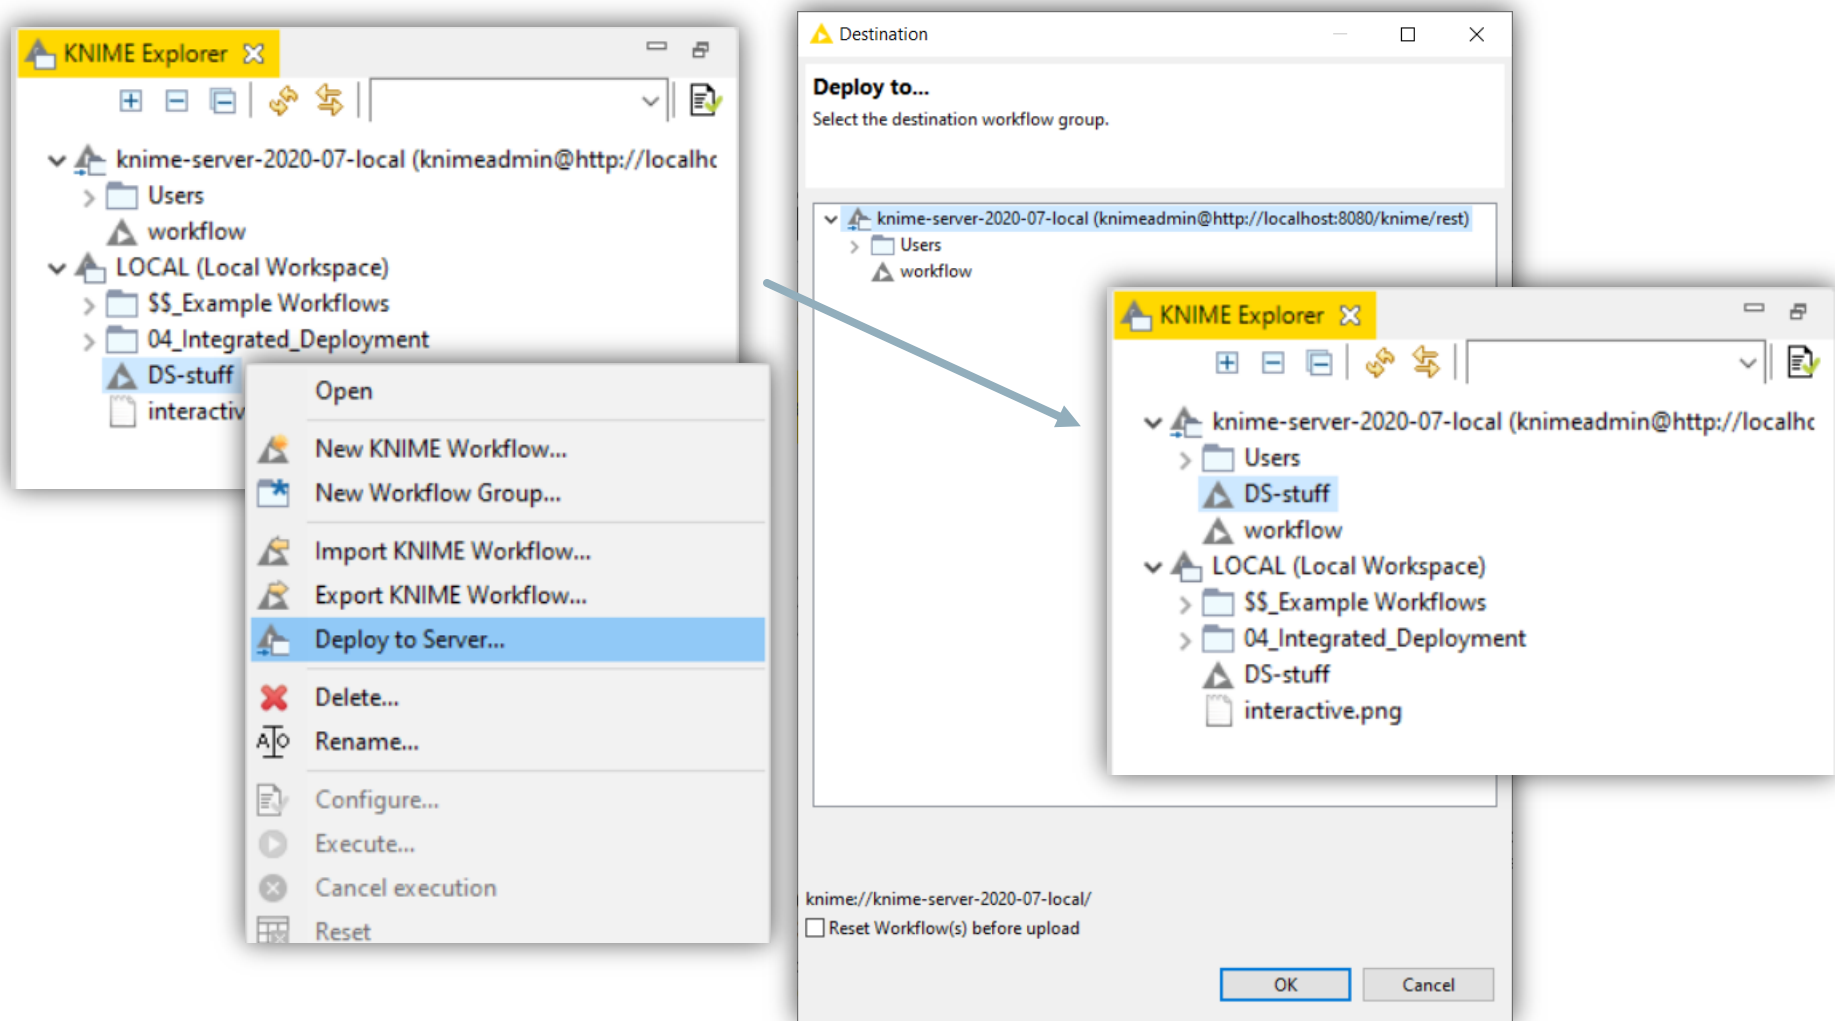 KNIME Explorer
knime-server-2020-07-local (knimeadmin@http://localhc
Users
workflow
LOCAL (Local Workspace)
$$_Example Workflows
04_Integrated_Deployment
DS-stuff
interactiv
Open
New KNIME Workflow...
New Workflow Group...
Import KNIME Workflow...
Export KNIME Workflow...
Deploy to Server...
Delete...
Rename...
Configure...
Execute...
Cancel execution
Reset
Destination
Deploy to...
Select the destination workflow group.
knime-server-2020-07-local (knimeadmin@http://localhost:8080/knime/rest)
Users
workflow
knime://knime-server-2020-07-local/
Reset Workflow(s) before upload
OK
Cancel
KNIME Explorer
knime-server-2020-07-local (knimeadmin@http://localhc
Users
DS-stuff
workflow
LOCAL (Local Workspace)
$$_Example Workflows
04_Integrated_Deployment
DS-stuff
interactive.png